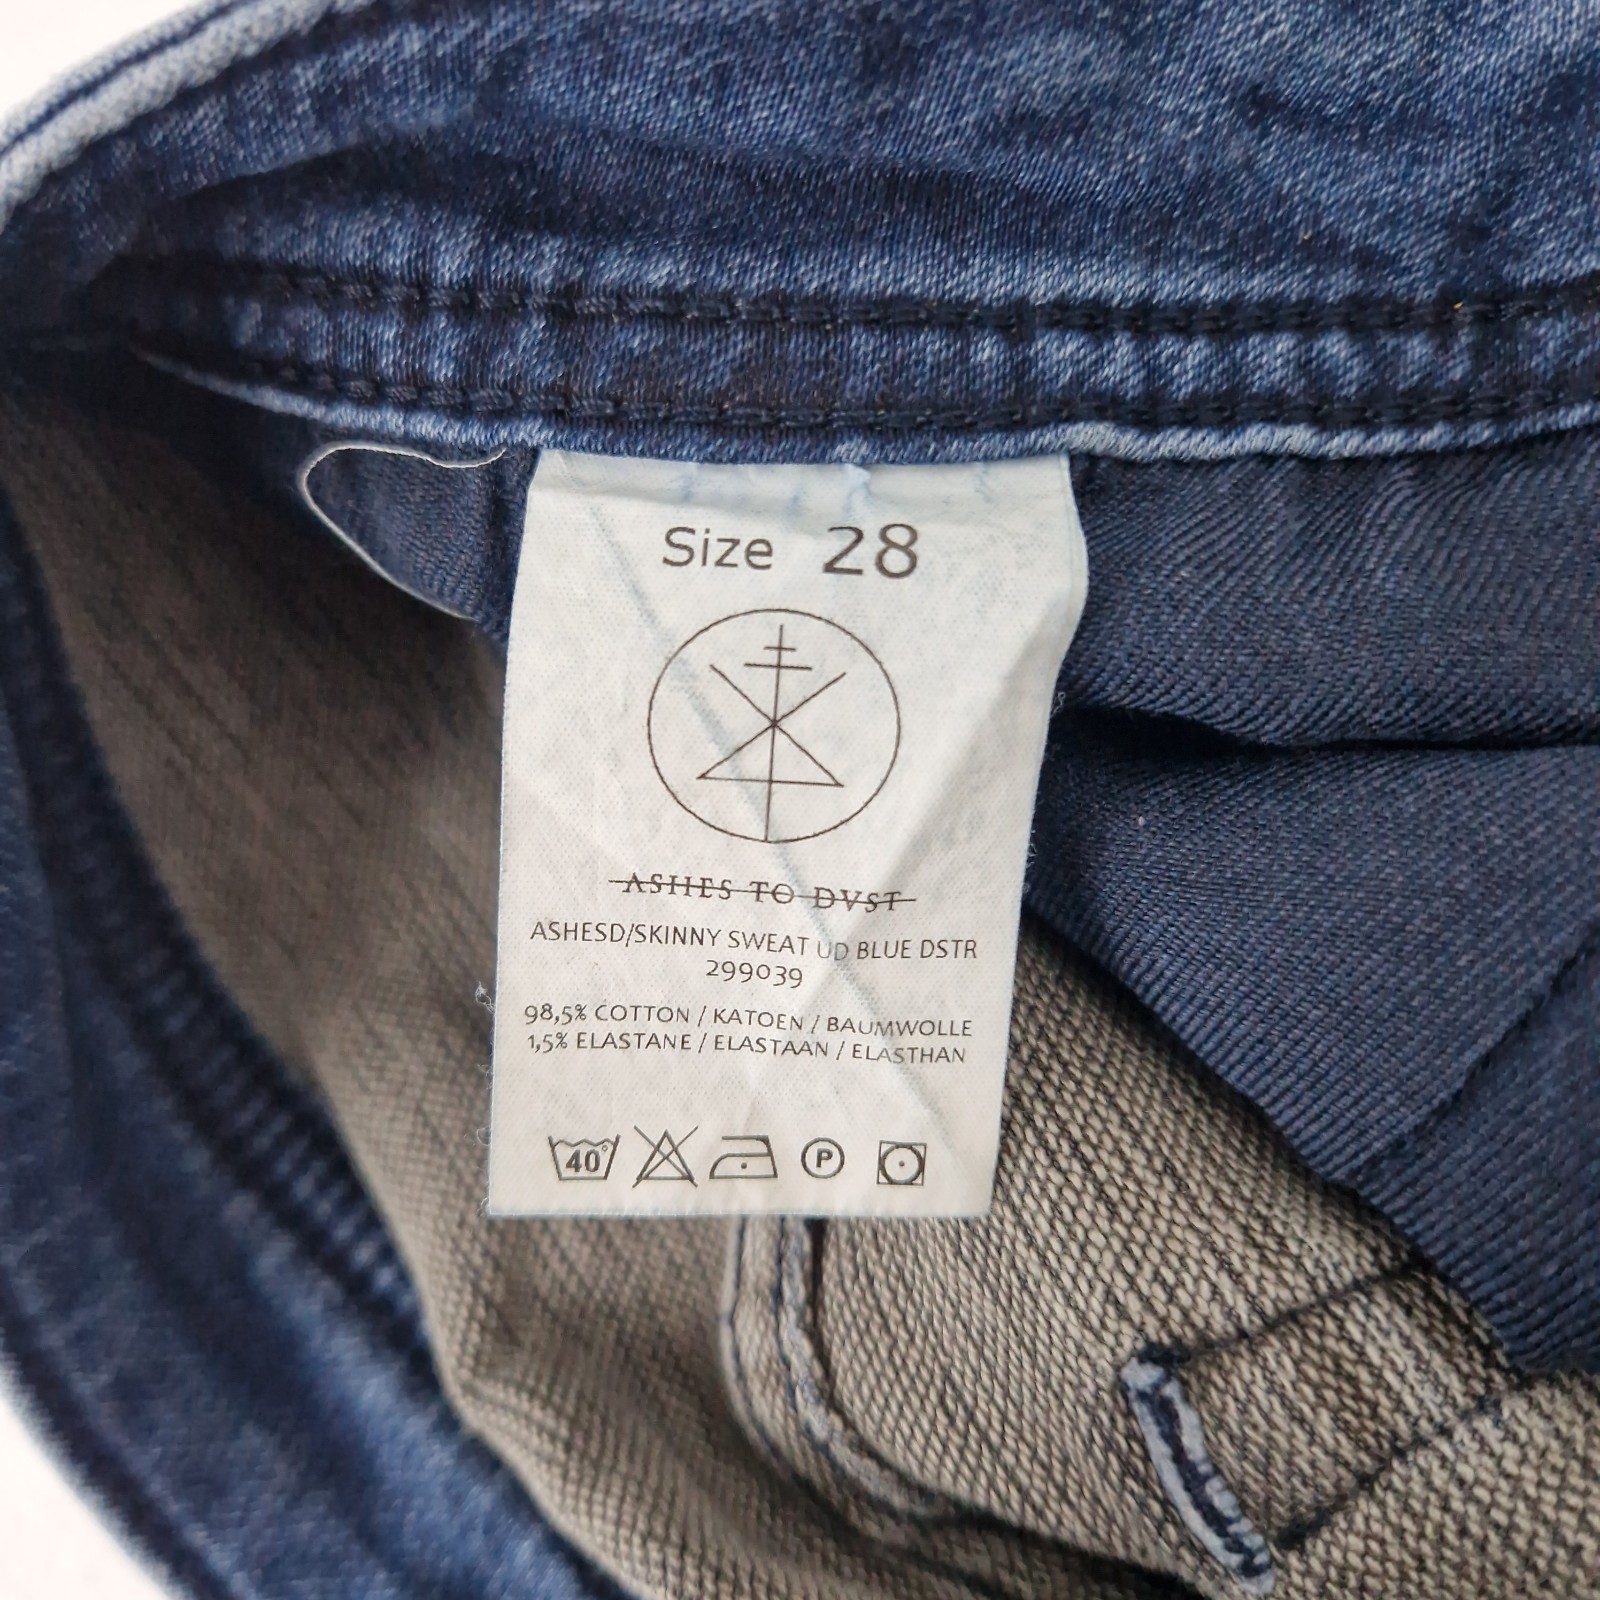 Size 28
ASHES TO DVST
ASHESD/SKINNY SWEAT UD BLUE DSTR
299039
98,5% COTTON / KATOEN / BAUMWOLLE
1,5% ELASTANE / ELASTAAN / ELASTHAN
40° P